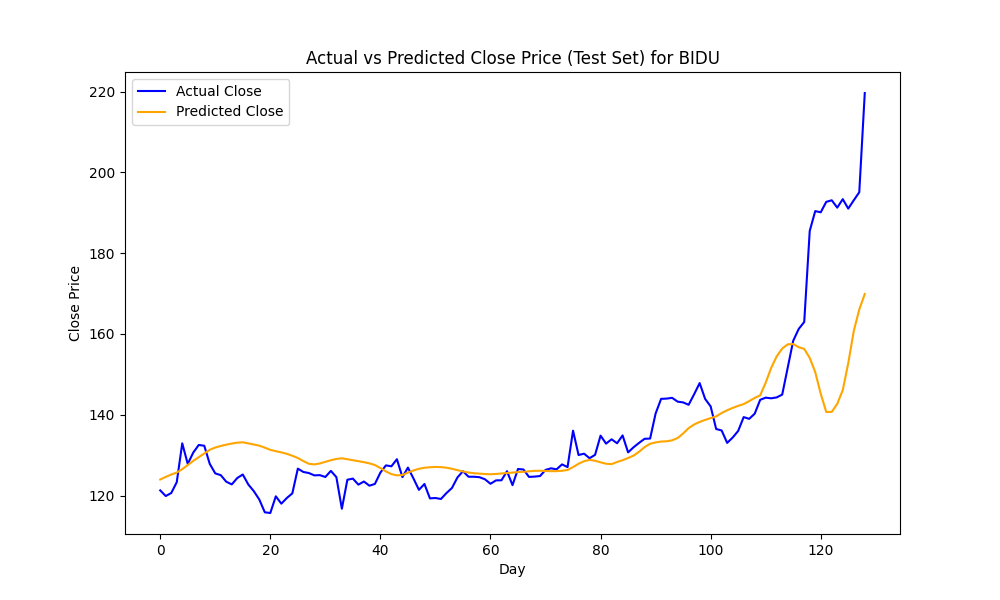 Actual vs Predicted Close Price (Test Set) for BIDU
Actual Close
Predicted Close
Close Price
220
200
180
160
140
120
0 20 40 60 80 100 120
Day